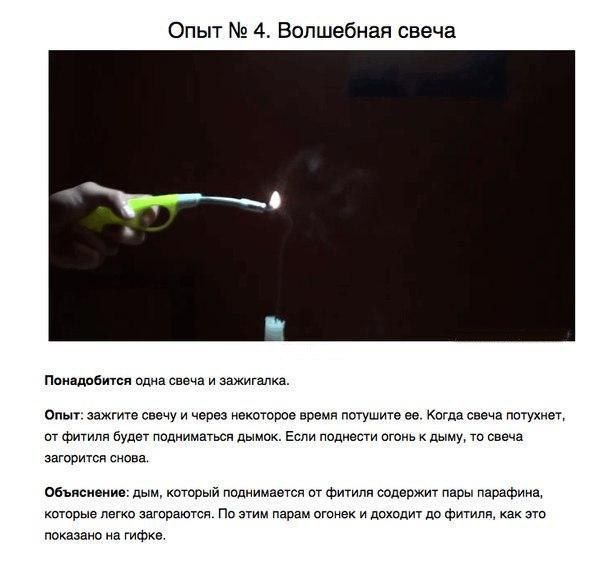 Опыт № 4. Волшебная свеча
Понадобится одна свеча и зажигалка.
Опыт: зажгите свечу и через некоторое время потушите ее. Когда свеча потухнет,
от фитиля будет подниматься дымок. Если поднести огонь к дыму, то свеча
загорится снова.
Объяснение: дым, который поднимается от фитиля содержит пары парафина,
которые легко загораются. По этим парам огонек и доходит до фитиля, как это
показано на гифке.